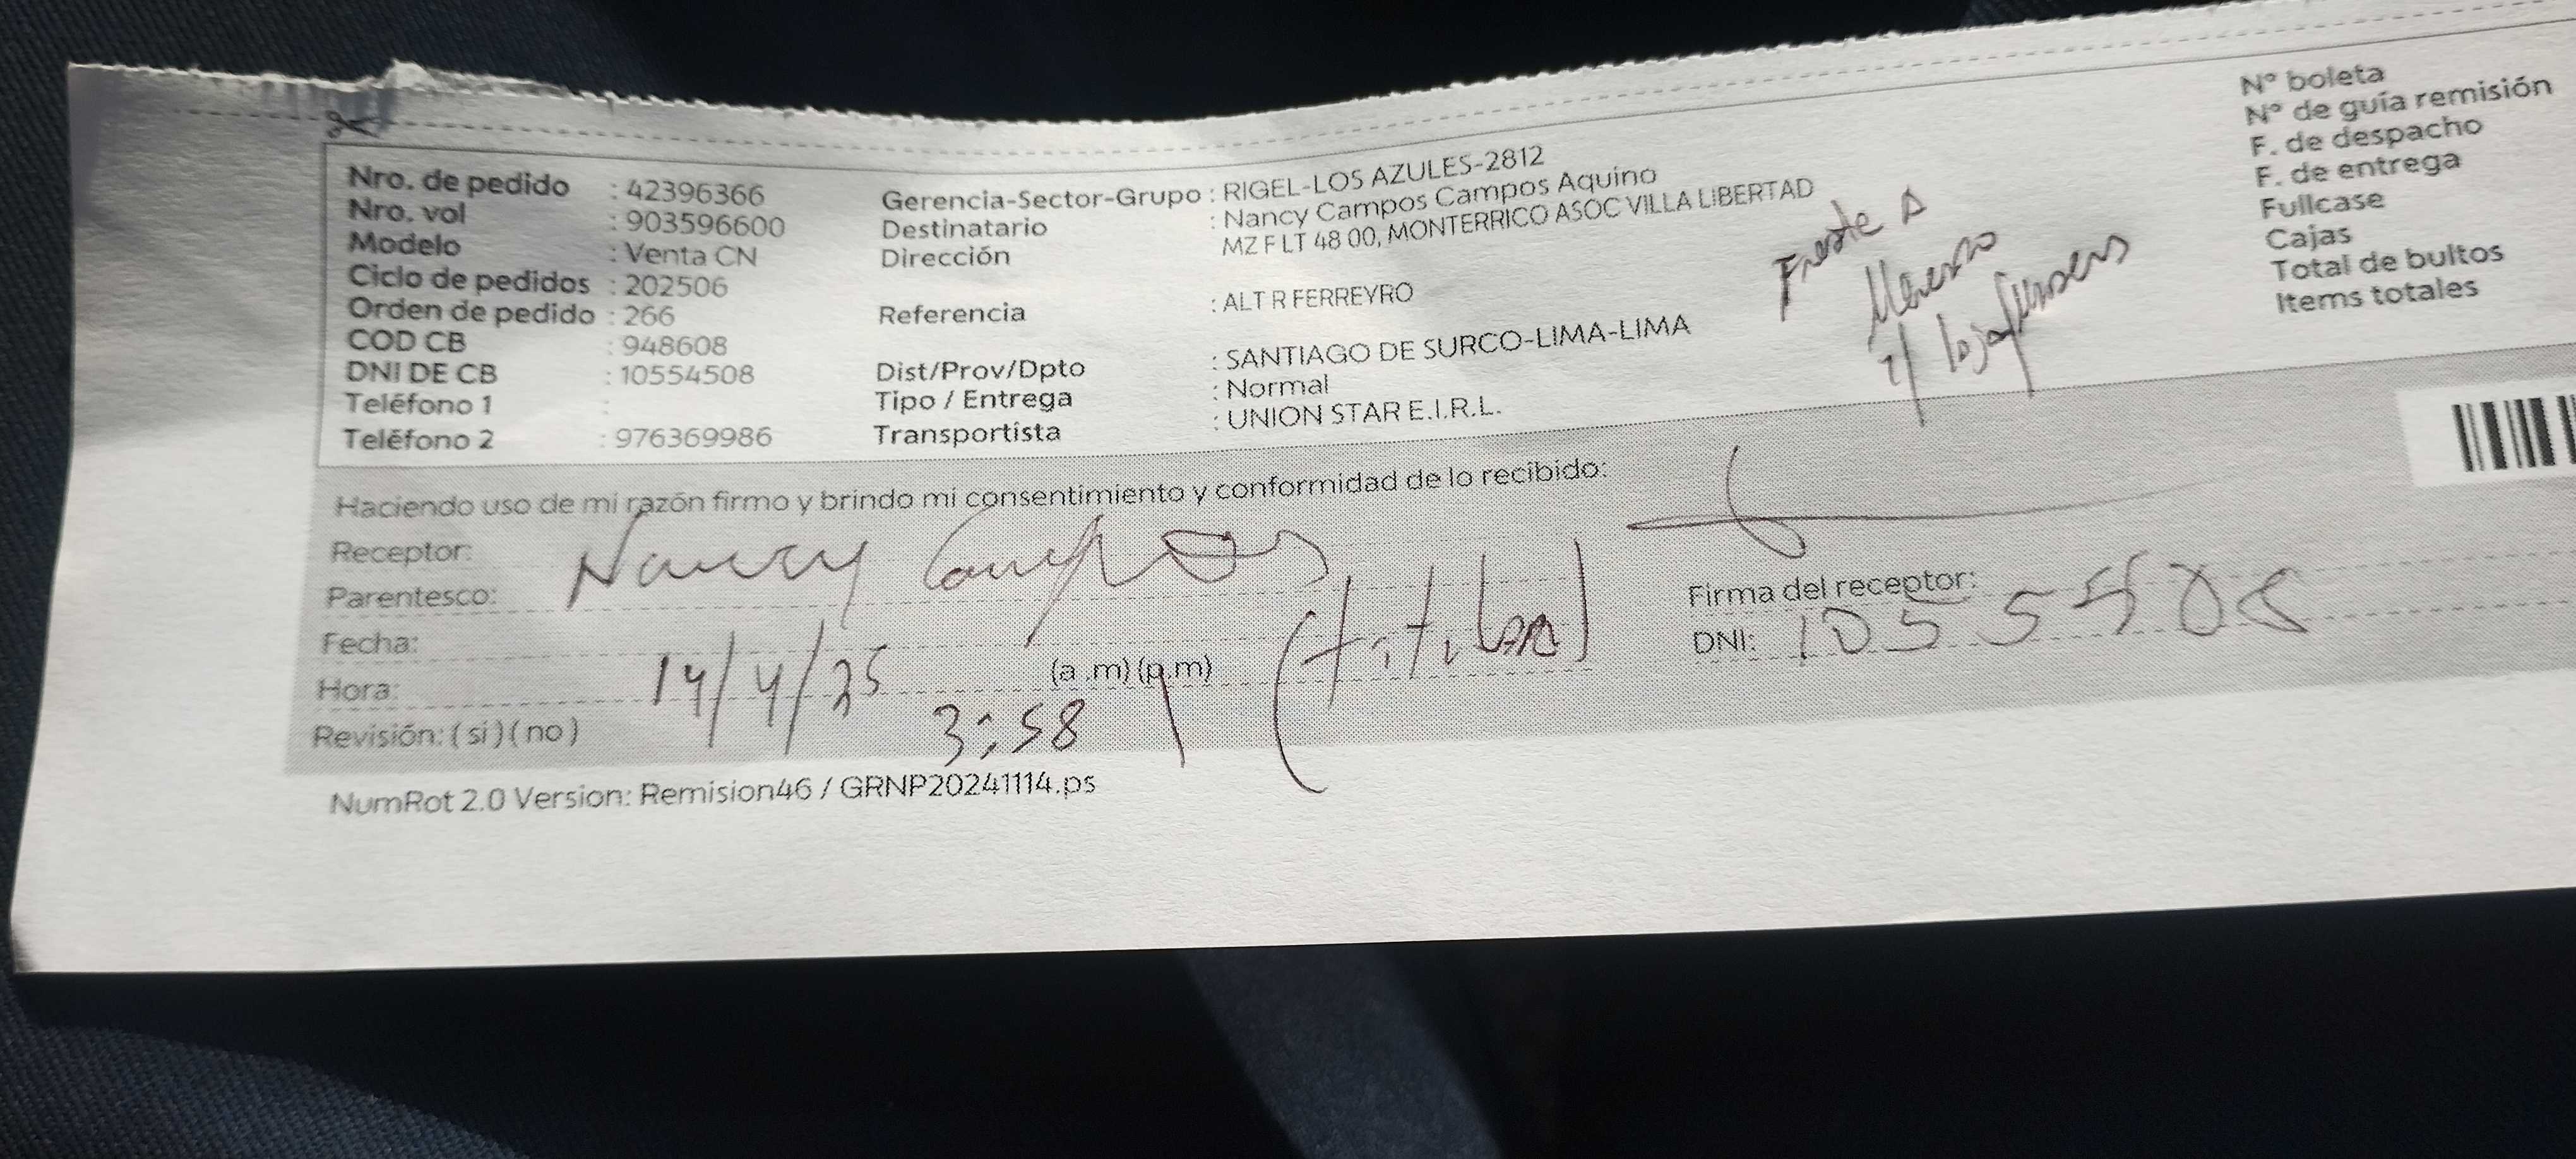 Nro. de pedido : 42396366
Nro. vol : 903596600
Modelo : Venta CN
Ciclo de pedidos : 202506
Orden de pedido : 266
COD CB : 948608
DNI DE CB : 10554508
Teléfono 1 :
Teléfono 2 : 976369986
Gerencia-Sector-Grupo : RIGEL-LOS AZULES-2812
Destinatario : Nancy Campos Campos Aquino
Dirección MZ F LT 48 00, MONTERRICO ASOC VILLA LIBERTAD
Referencia : ALT R FERREYRO
Dist/Prov/Dpto : SANTIAGO DE SURCO-LIMA-LIMA
Tipo / Entrega : Normal
Transportista : UNION STAR E.I.R.L.
Frente a
N° boleta
N° de guía remisión
F. de despacho
F. de entrega
Fullcase
Cajas
Total de bultos
Items totales
Haciendo uso de mi razón firmo y brindo mi consentimiento y conformidad de lo recibido:
Receptor: Nancy Campos
Parentesco: (titular)
Fecha: 14/4/25
Hora: 3:58 (a.m) (p.m)
Revisión: ( si ) ( no )
Firma del receptor:
DNI: 10554508
NumRot 2.0 Version: Remision46 / GRNP20241114.ps